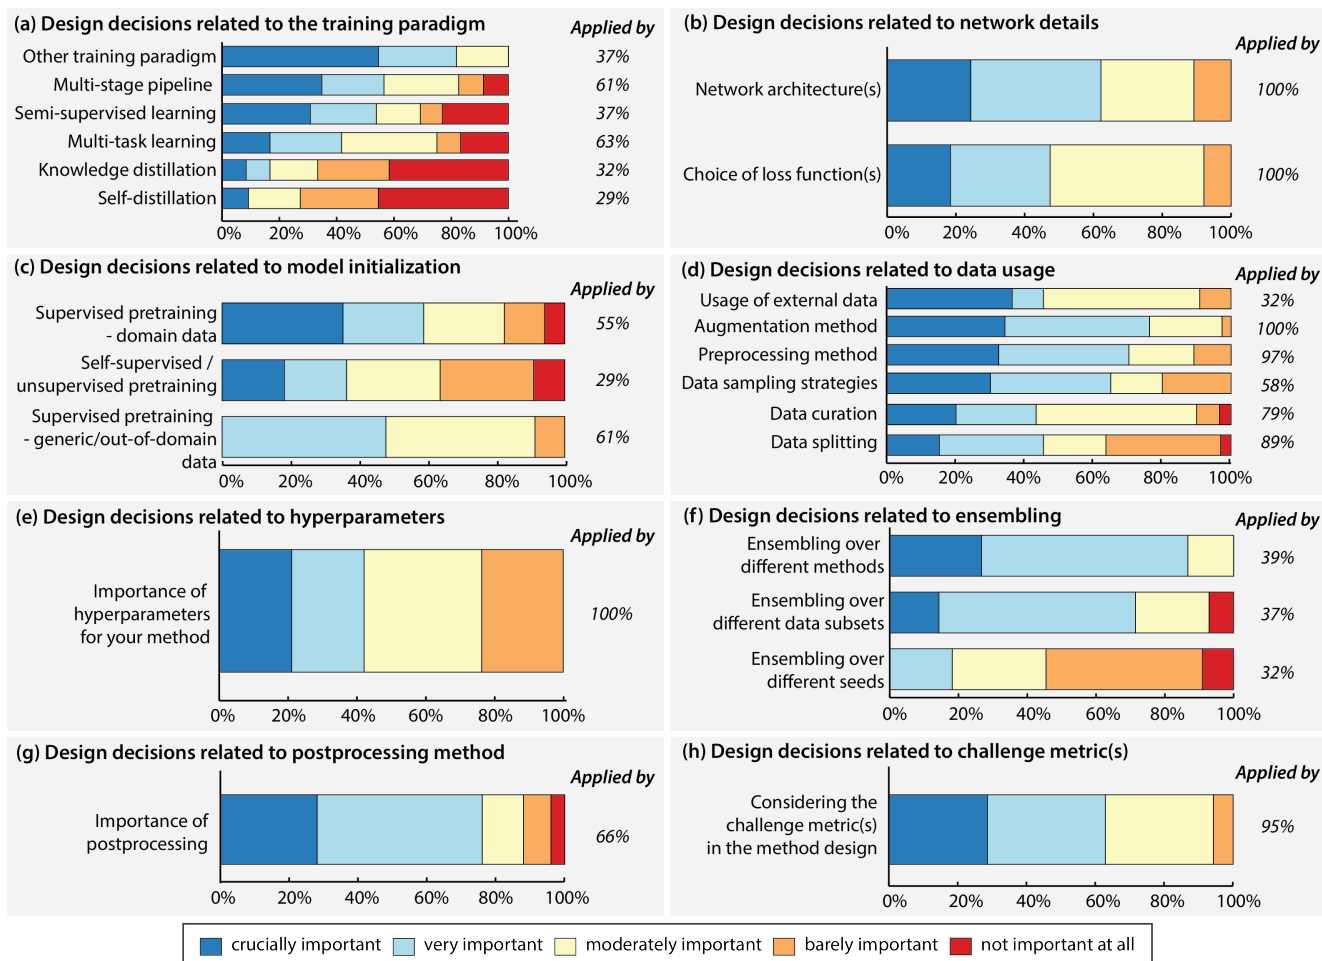 (a) Design decisions related to the training paradigm
Applied by
Other training paradigm
37%
Multi-stage pipeline
61%
Semi-supervised learning
37%
Multi-task learning
63%
Knowledge distillation
32%
Self-distillation
29%
0% 20% 40% 60% 80% 100%
(b) Design decisions related to network details
Applied by
Network architecture(s)
100%
Choice of loss function(s)
100%
0% 20% 40% 60% 80% 100%
(c) Design decisions related to model initialization
Applied by
Supervised pretraining
- domain data
55%
Self-supervised /
unsupervised pretraining
29%
Supervised pretraining
- generic/out-of-domain
data
61%
0% 20% 40% 60% 80% 100%
(d) Design decisions related to data usage
Applied by
Usage of external data
32%
Augmentation method
100%
Preprocessing method
97%
Data sampling strategies
58%
Data curation
79%
Data splitting
89%
0% 20% 40% 60% 80% 100%
(e) Design decisions related to hyperparameters
Applied by
Importance of
hyperparameters
for your method
100%
0% 20% 40% 60% 80% 100%
(f) Design decisions related to ensembling
Applied by
Ensembling over
different methods
39%
Ensembling over
different data subsets
37%
Ensembling over
different seeds
32%
0% 20% 40% 60% 80% 100%
(g) Design decisions related to postprocessing method
Applied by
Importance of
postprocessing
66%
0% 20% 40% 60% 80% 100%
(h) Design decisions related to challenge metric(s)
Applied by
Considering the
challenge metric(s)
in the method design
95%
0% 20% 40% 60% 80% 100%
crucially important very important moderately important barely important not important at all